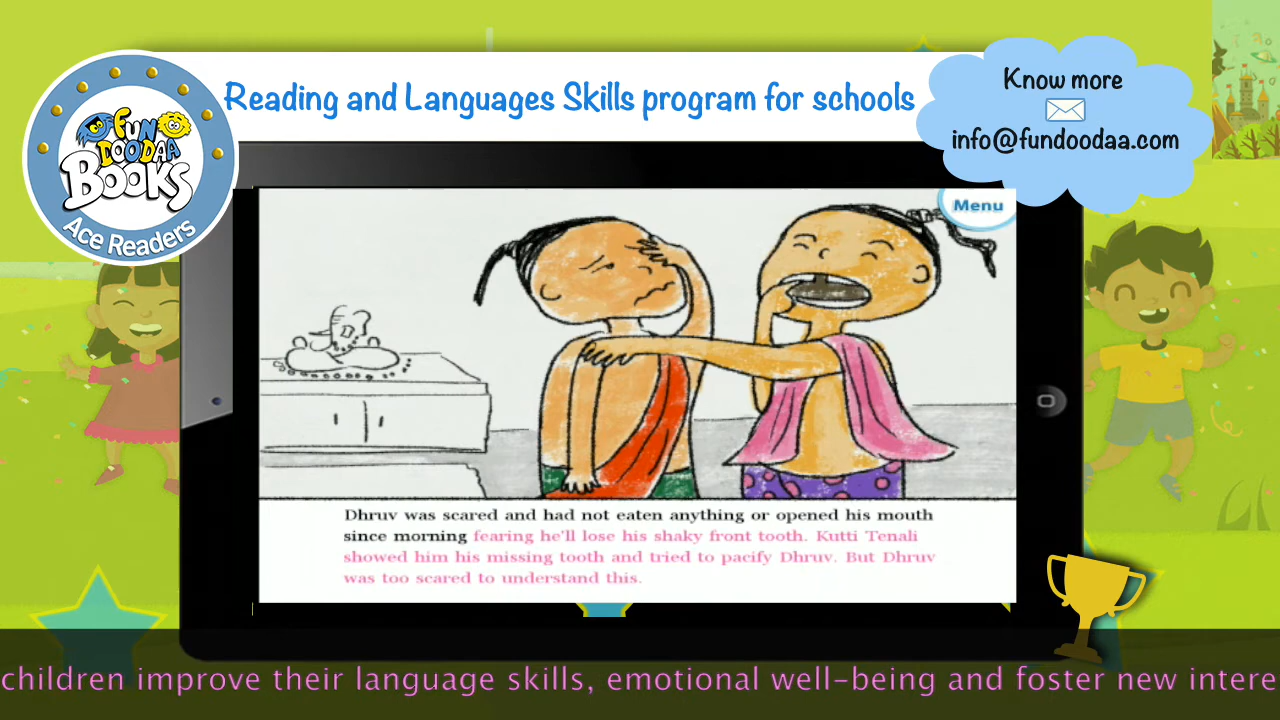 Reading and Languages Skills program for schools
Know more
info@fundoodaa.com
FUN
DOODAA
BOOKS
Ace Readers
Menu
Dhruv was scared and had not eaten anything or opened his mouth
since morning fearing he'll lose his shaky front tooth. Kutti Tenali
showed him his missing tooth and tried to pacify Dhruv. But Dhruv
was too scared to understand this.
children improve their language skills, emotional well-being and foster new intere